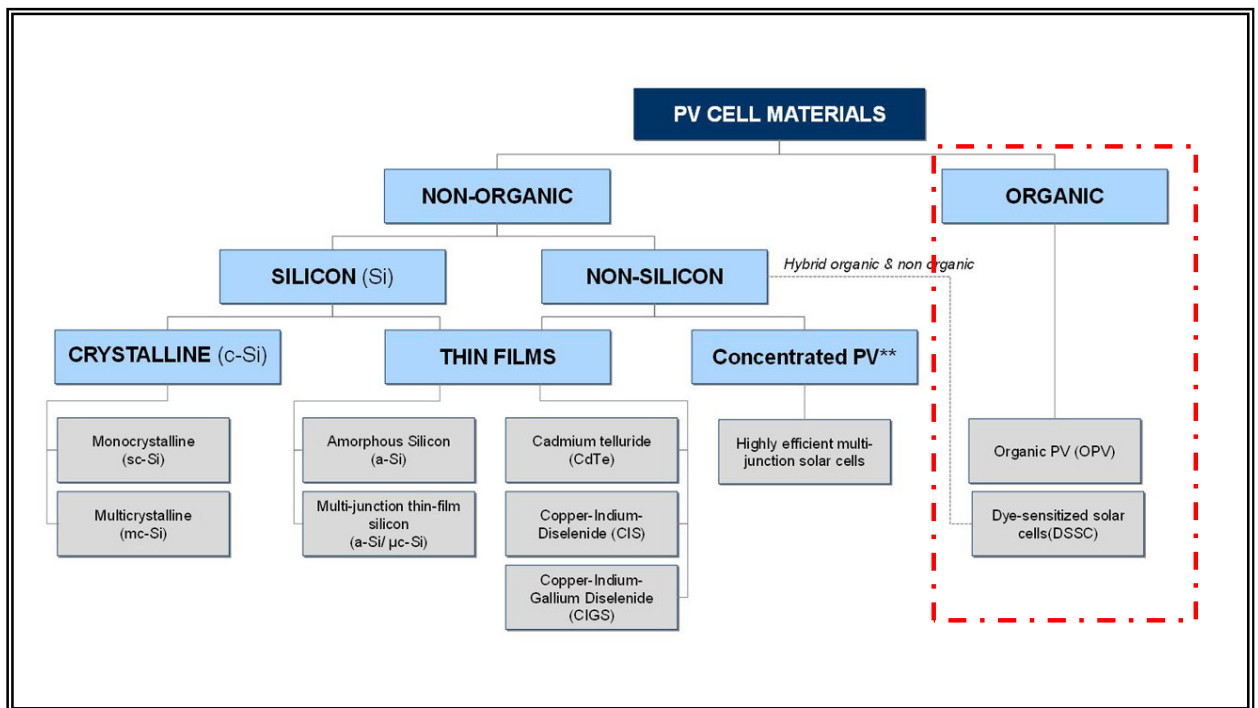 PV CELL MATERIALS
NON-ORGANIC
ORGANIC
SILICON (Si)
NON-SILICON
Hybrid organic & non organic
CRYSTALLINE (c-Si)
THIN FILMS
Concentrated PV**
Monocrystalline
(sc-Si)
Multicrystalline
(mc-Si)
Amorphous Silicon
(a-Si)
Multi-junction thin-film
silicon
(a-Si/ µc-Si)
Cadmium telluride
(CdTe)
Copper-Indium-
Diselenide (CIS)
Copper-Indium-
Gallium Diselenide
(CIGS)
Highly efficient multi-
junction solar cells
Organic PV (OPV)
Dye-sensitized solar
cells(DSSC)